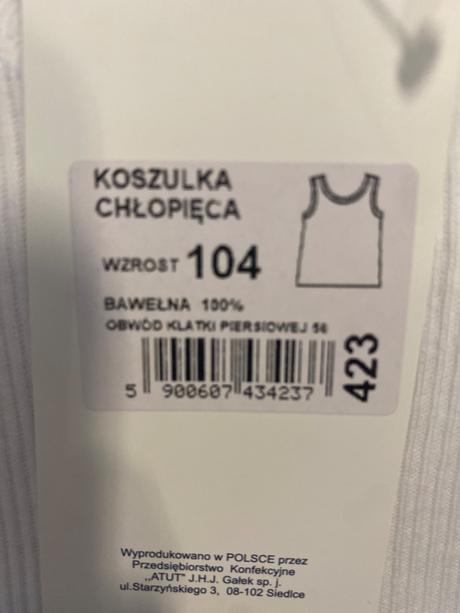 KOSZULKA
CHŁOPIĘCA
WZROST 104
BAWEŁNA 100%
OBWÓD KLATKI PIERSIOWEJ 56
5 900607 434237
423
Wyprodukowano w POLSCE przez
Przedsiębiorstwo Konfekcyjne
,,ATUT" J.H.J. Gałek sp. j.
ul.Starzyńskiego 3, 08-102 Siedlce